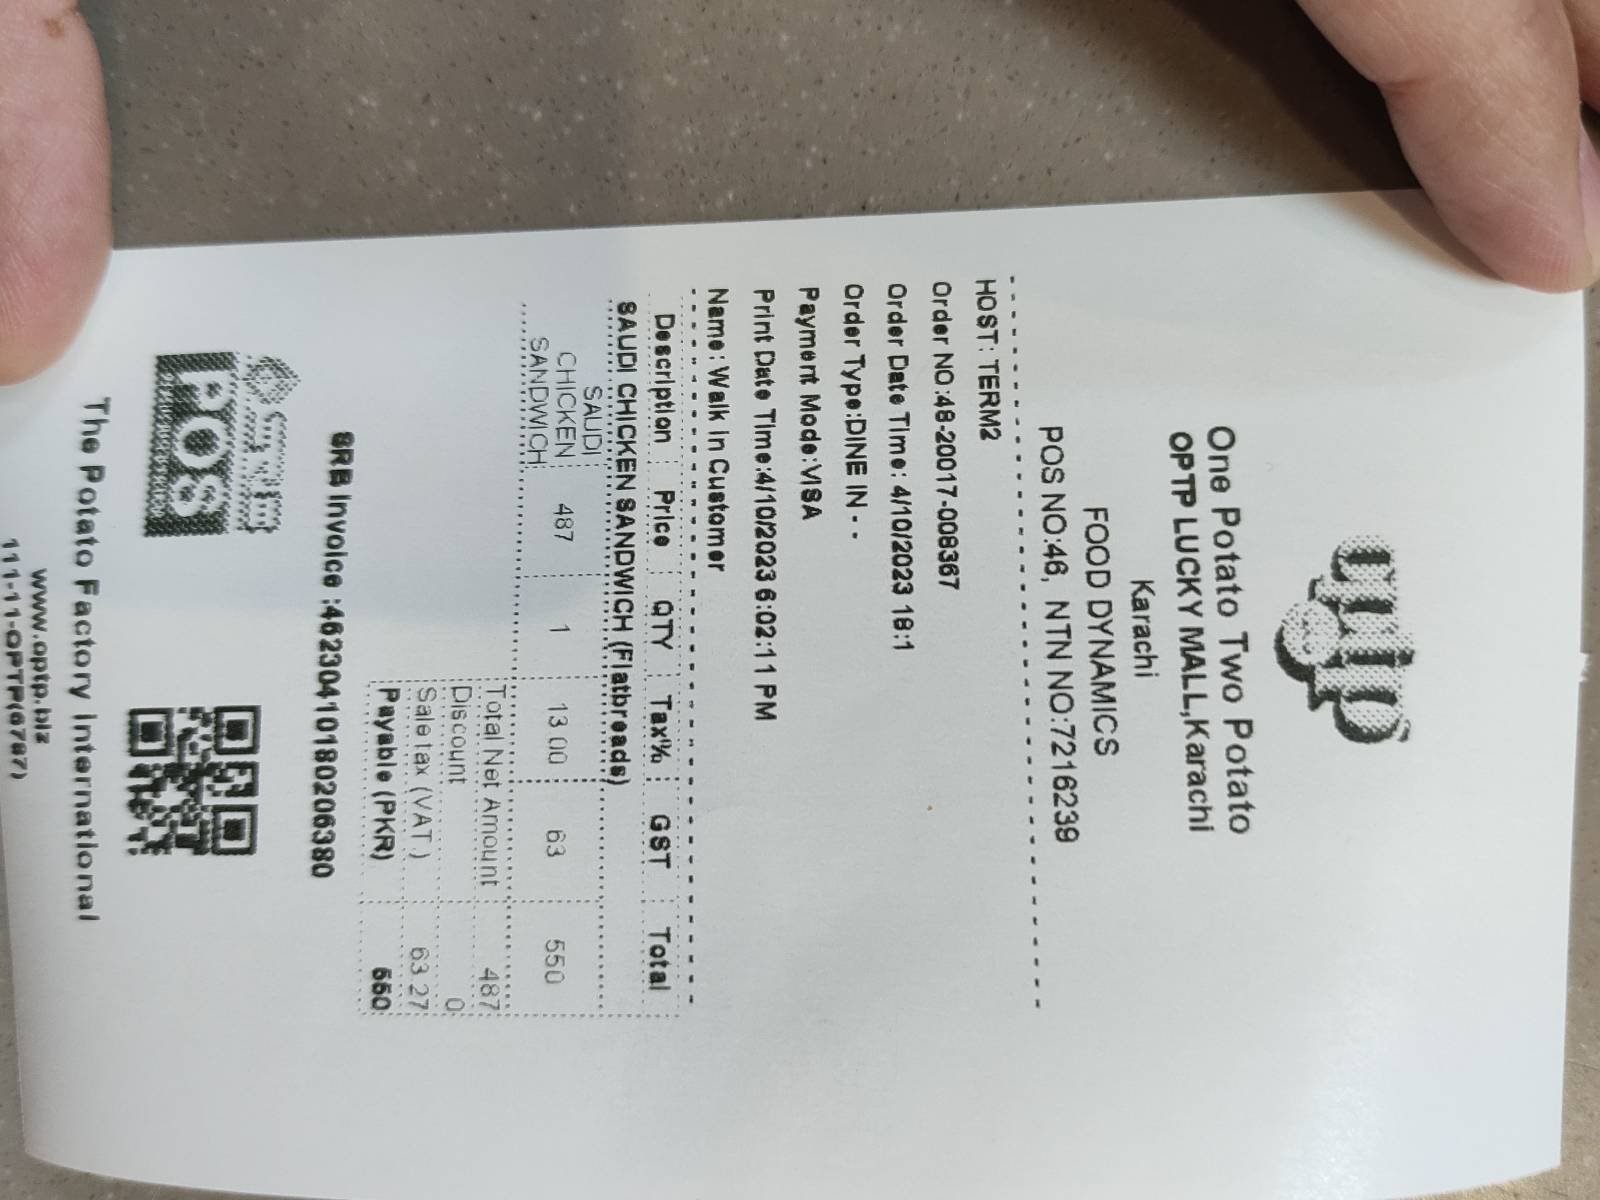 OPTP
One Potato Two Potato
OPTP LUCKY MALL,Karachi
Karachi
FOOD DYNAMICS
POS NO:46, NTN NO:7216239
HOST: TERM2
Order NO:48-20017-008367
Order Date Time: 4/10/2023 18:1
Order Type:DINE IN - -
Payment Mode:VISA
Print Date Time:4/10/2023 6:02:11 PM
Name: Walk In Customer
Description Price QTY Tax% GST Total
SAUDI CHICKEN SANDWICH (Flatbreads)
SAUDI
CHICKEN 487 1 13.00 63 550
SANDWICH
Total Net Amount 487
Discount 0
Sale tax (VAT ) 63.27
Payable (PKR) 550
SRB Invoice :46230410180206380
SRB
POS
The Potato Factory International
www.optp.biz
111-11-OPTP(6787)